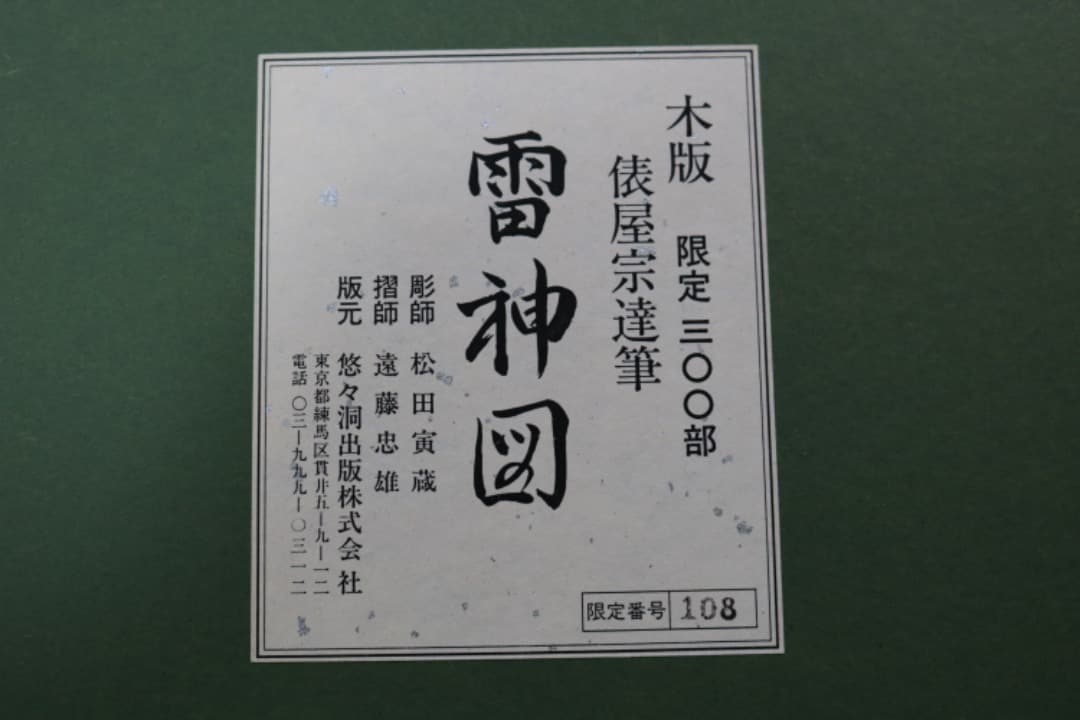 木版 限定 三〇〇部
俵屋宗達筆
雷神図
彫師 松田寅蔵
摺師 遠藤忠雄
版元 悠々洞出版株式会社
東京都練馬区貫井五ー九ー一二
電話 〇三ー九九九ー〇三一二
限定番号 108